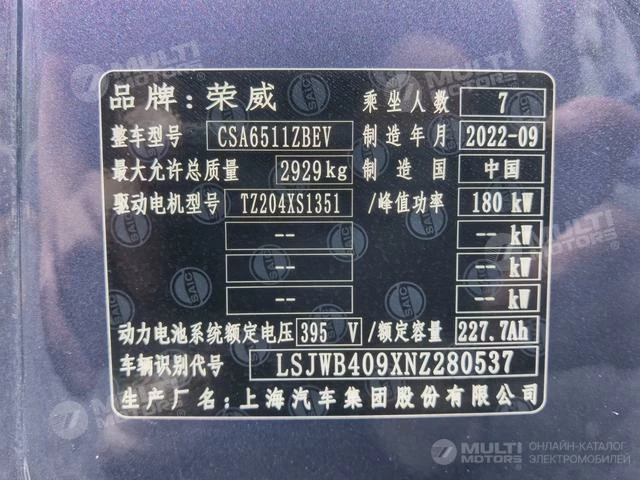 品牌:荣威 乘坐人数 7
整车型号 CSA6511ZBEV 制造年月 2022-09
最大允许总质量 2929kg 制造国 中国
驱动电机型号 TZ204XS1351 /峰值功率 180 kW
-- -- kW
-- -- kW
-- -- kW
动力电池系统额定电压 395 V/额定容量 227.7Ah
车辆识别代号 LSJWB409XNZ280537
生产厂名:上海汽车集团股份有限公司
MULTI MOTORS ОНЛАЙН-КАТАЛОГ ЭЛЕКТРОМОБИЛЕЙ